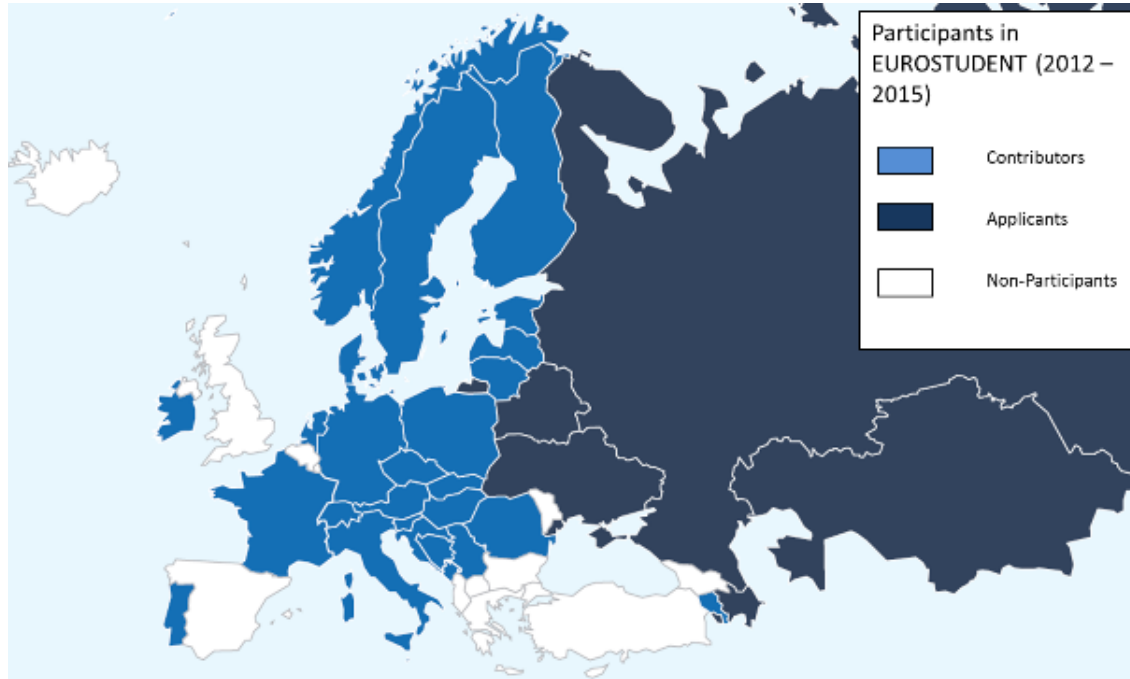 Participants in
EUROSTUDENT (2012 –
2015)
Contributors
Applicants
Non-Participants